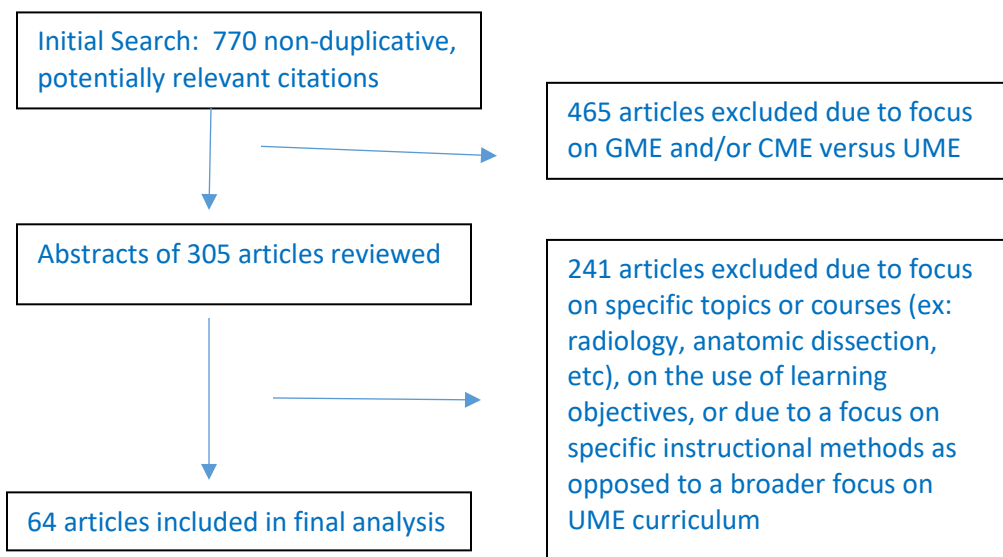 Initial Search:  770 non-duplicative,
potentially relevant citations
465 articles excluded due to focus
on GME and/or CME versus UME
Abstracts of 305 articles reviewed
241 articles excluded due to focus
on specific topics or courses (ex:
radiology, anatomic dissection,
etc), on the use of learning
objectives, or due to a focus on
specific instructional methods as
opposed to a broader focus on
UME curriculum
64 articles included in final analysis